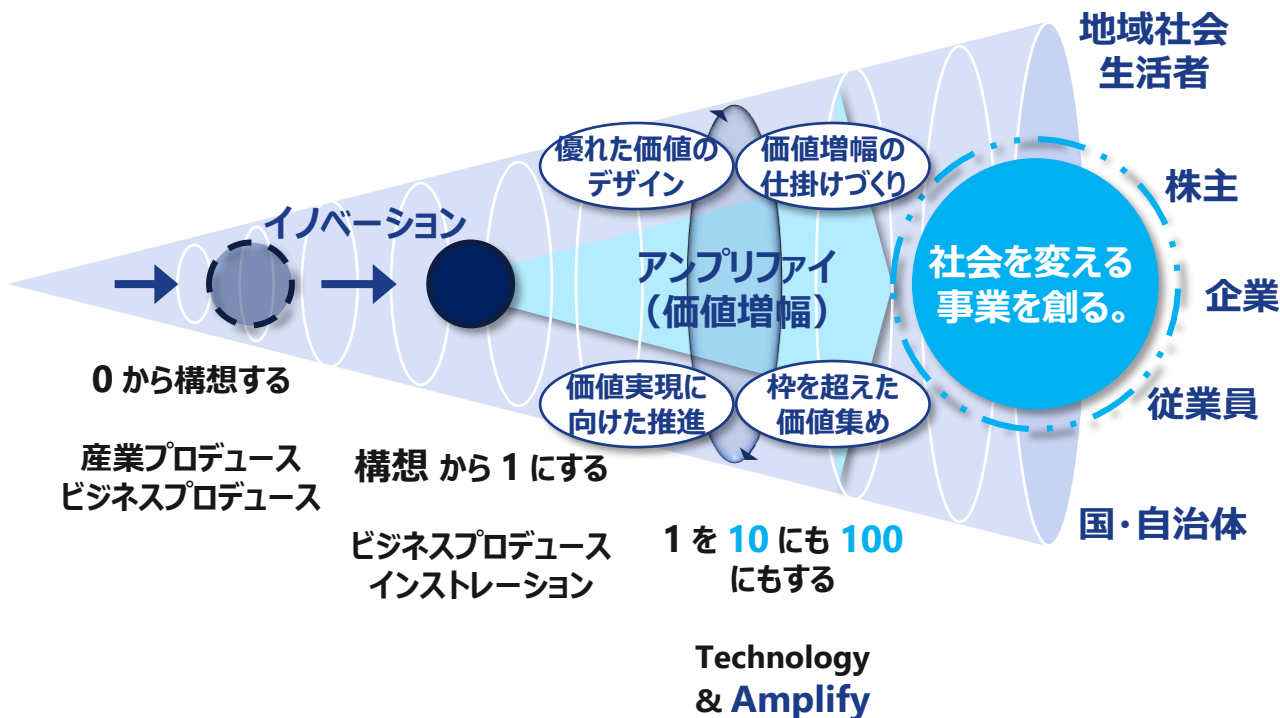 地域社会
生活者
優れた価値の
デザイン
価値増幅の
仕掛けづくり
株主
イノベーション
アンプリファイ
（価値増幅）
社会を変える
事業を創る。
企業
0 から構想する
価値実現に
向けた推進
枠を超えた
価値集め
従業員
産業プロデュース
ビジネスプロデュース
構想 から 1 にする
国・自治体
ビジネスプロデュース
インストレーション
1 を 10 にも 100
にもする
Technology
& Amplify